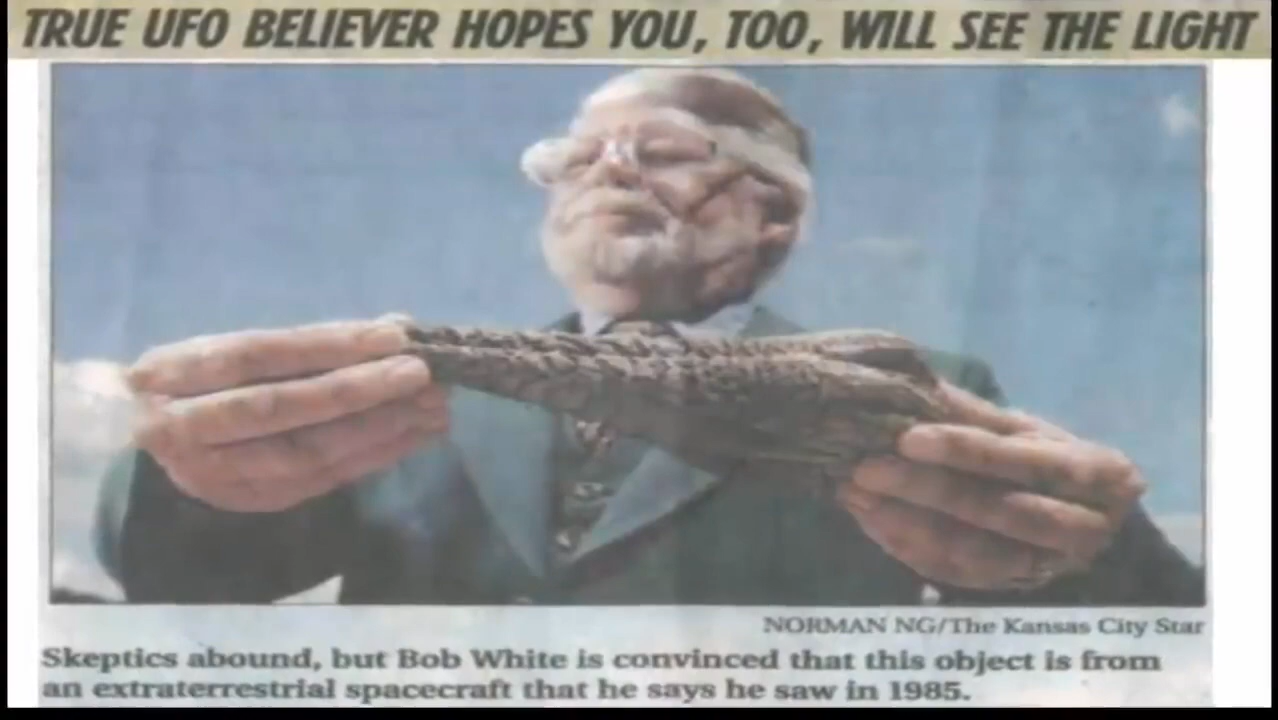 TRUE UFO BELIEVER HOPES YOU, TOO, WILL SEE THE LIGHT
NORMAN NG/The Kansas City Star
Skeptics abound, but Bob White is convinced that this object is from
an extraterrestrial spacecraft that he says he saw in 1985.